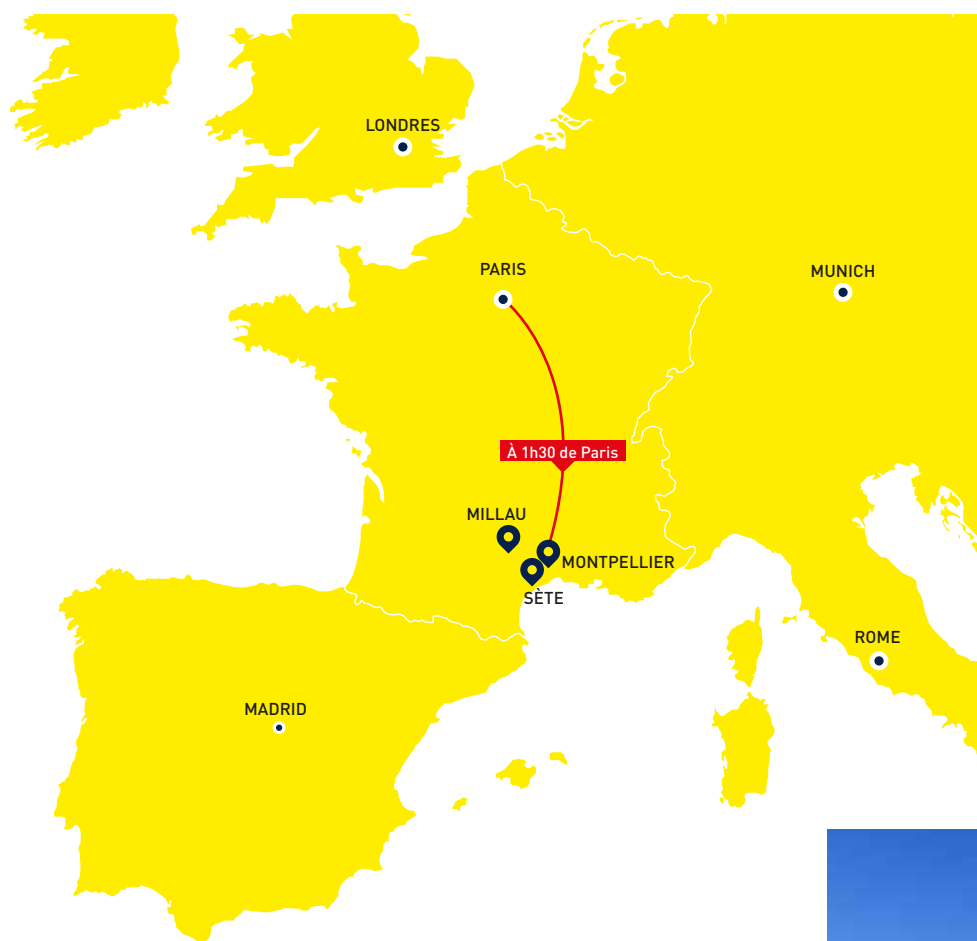 LONDRES
PARIS
MUNICH
À 1h30 de Paris
MILLAU
MONTPELLIER
SÈTE
ROME
MADRID